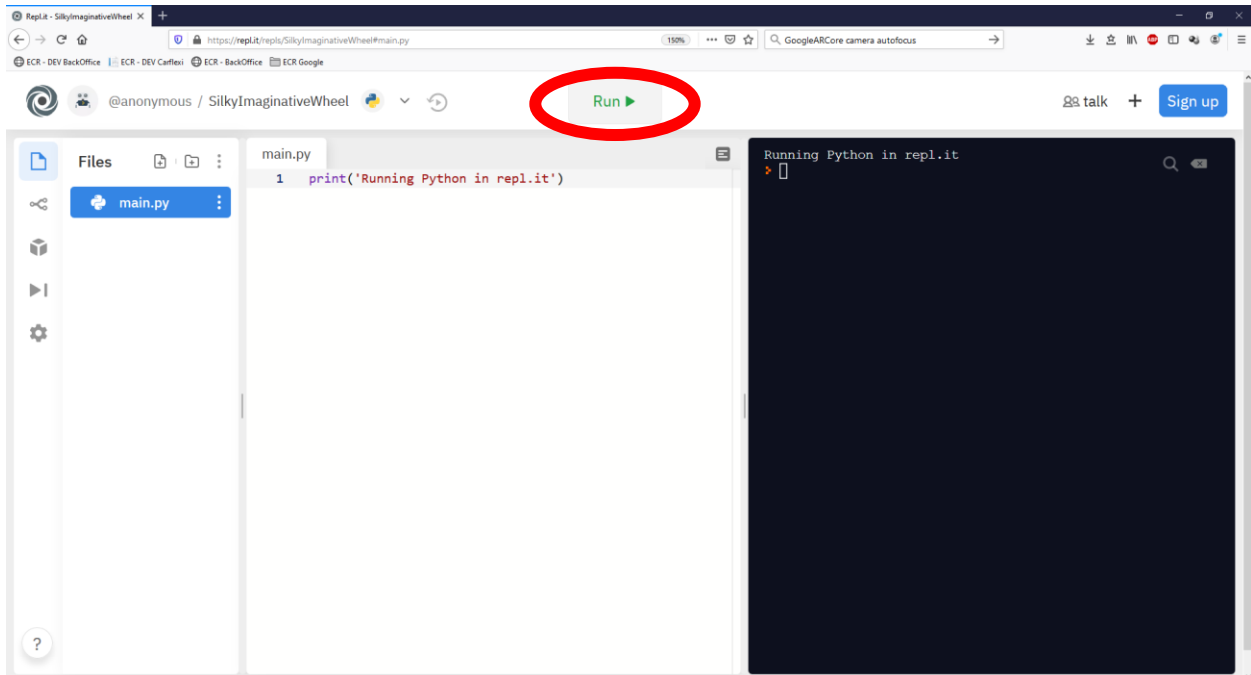 Repl.it - SilkyImaginativeWheel
https://repl.it/repls/SilkyImaginativeWheel#main.py
150%
GoogleARCore camera autofocus
ECR - DEV BackOffice
ECR - DEV Carflexi
ECR - BackOffice
ECR Google
@anonymous / SilkyImaginativeWheel
Run
talk
Sign up
Files
main.py
main.py
1 print('Running Python in repl.it')
Running Python in repl.it
>
?